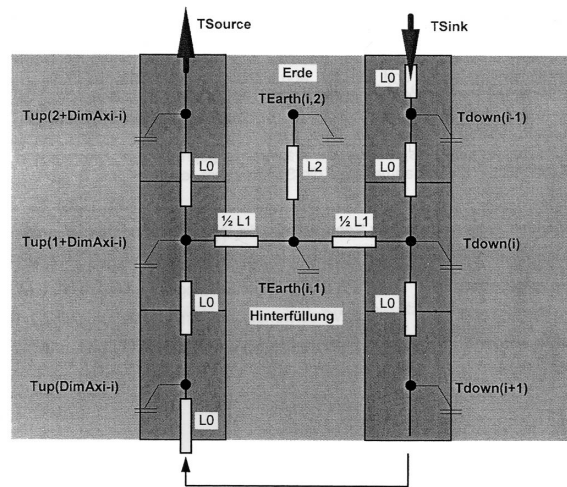 TSource
TSink
L0
Erde
TEarth(i,2)
Tup(2+DimAxi-i)
Tdown(i-1)
L0
L2
L0
½ L1
½ L1
Tup(1+DimAxi-i)
Tdown(i)
TEarth(i,1)
L0
Hinterfüllung
L0
Tup(DimAxi-i)
Tdown(i+1)
L0